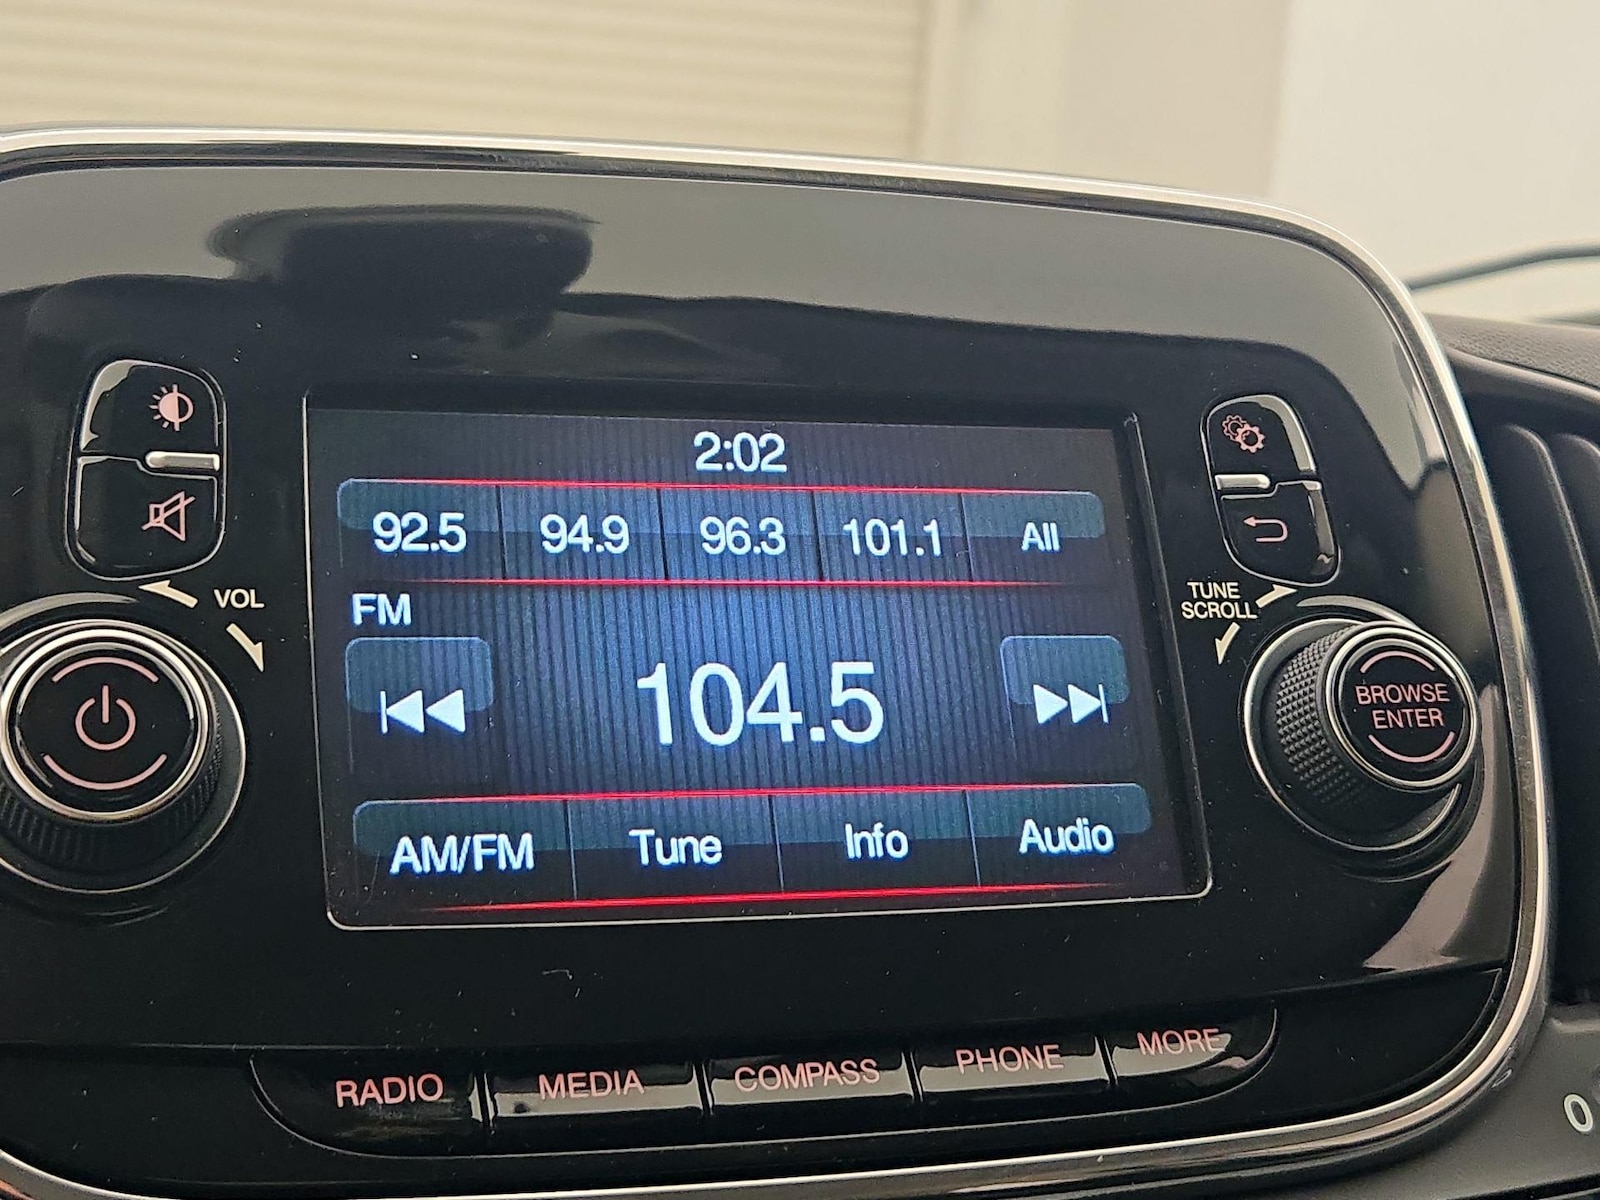 2:02
92.5 94.9 96.3 101.1 All
FM
104.5
AM/FM Tune Info Audio
VOL
TUNE
SCROLL
BROWSE
ENTER
RADIO MEDIA COMPASS PHONE MORE
0